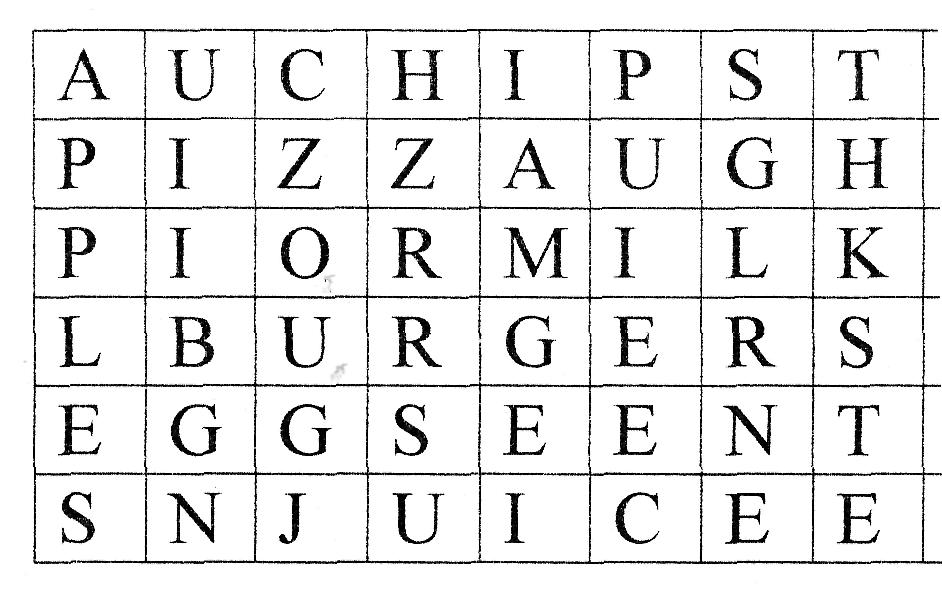 A U C H I P S T
P I Z Z A U G H
P I O R M I L K
L B U R G E R S
E G G S E E N T
S N J U I C E E